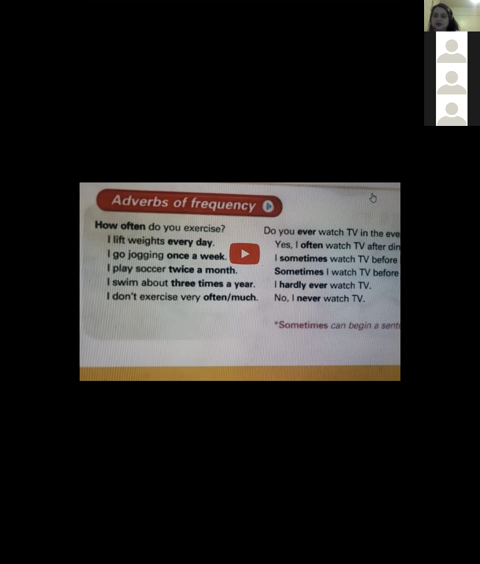 Adverbs of frequency
How often do you exercise?
I lift weights every day.
I go jogging once a week.
I play soccer twice a month.
I swim about three times a year.
I don't exercise very often/much.
Do you ever watch TV in the eve
Yes, I often watch TV after din
I sometimes watch TV before
Sometimes I watch TV before
I hardly ever watch TV.
No, I never watch TV.
*Sometimes can begin a sent